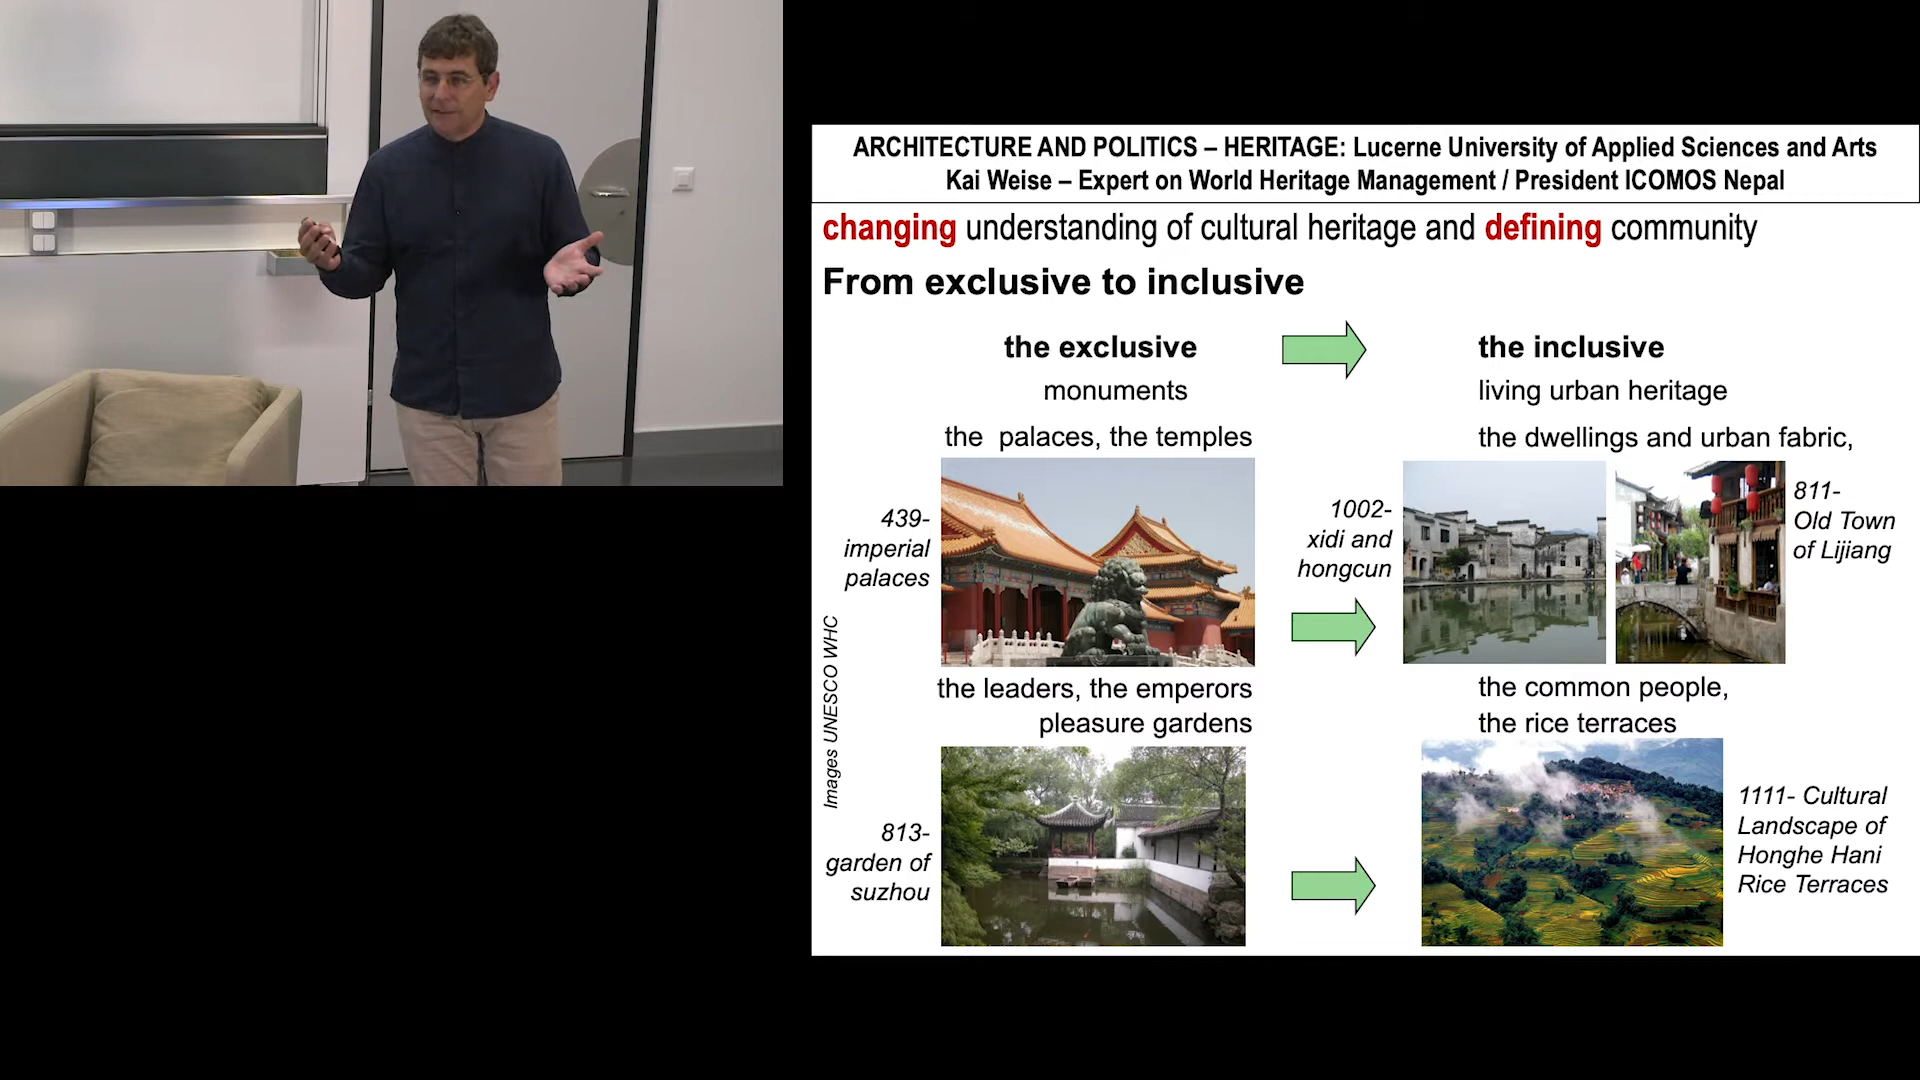 ARCHITECTURE AND POLITICS – HERITAGE: Lucerne University of Applied Sciences and Arts
Kai Weise – Expert on World Heritage Management / President ICOMOS Nepal
changing understanding of cultural heritage and defining community
From exclusive to inclusive
the exclusive
monuments
the palaces, the temples
439-
imperial
palaces
the leaders, the emperors
pleasure gardens
813-
garden of
suzhou
Images UNESCO WHC
the inclusive
living urban heritage
the dwellings and urban fabric,
1002-
xidi and
hongcun
811-
Old Town
of Lijiang
the common people,
the rice terraces
1111- Cultural
Landscape of
Honghe Hani
Rice Terraces